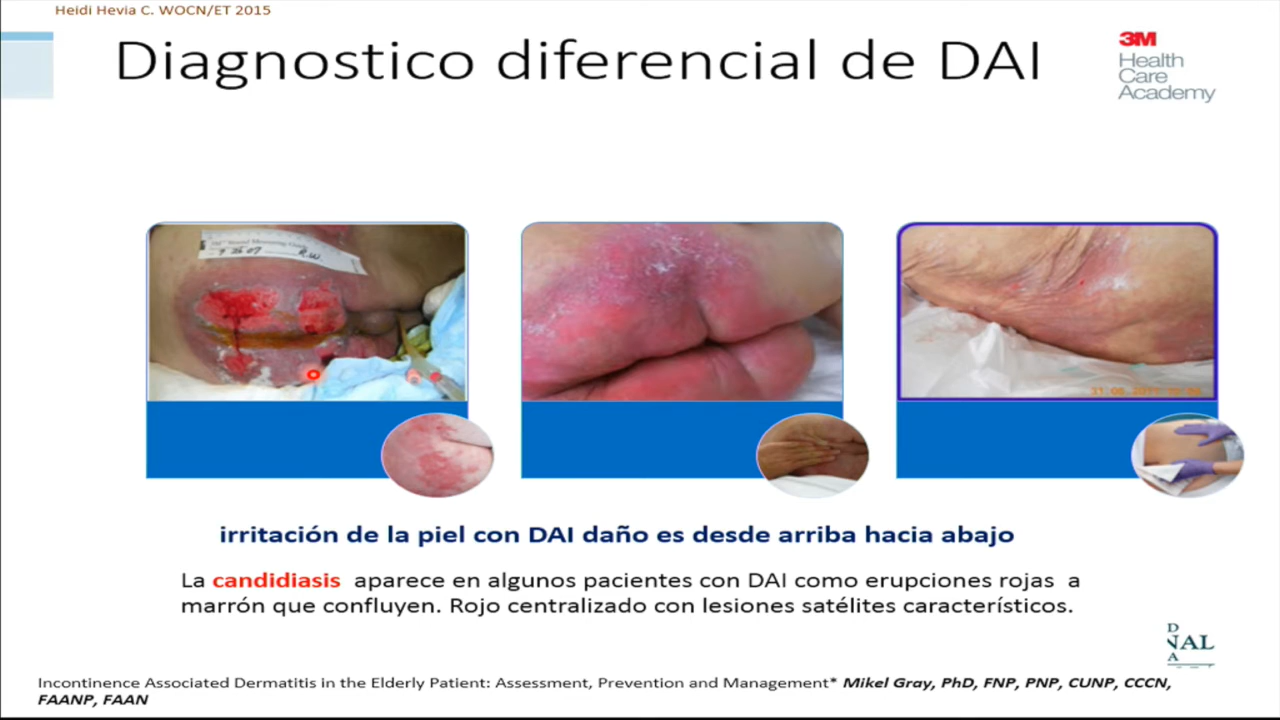 Heidi Hevia C. WOCN/ET 2015
Diagnostico diferencial de DAI
3M
Health
Care
Academy
irritación de la piel con DAI daño es desde arriba hacia abajo
La candidiasis aparece en algunos pacientes con DAI como erupciones rojas a
marrón que confluyen. Rojo centralizado con lesiones satélites característicos.
D
NAL
A
Incontinence Associated Dermatitis in the Elderly Patient: Assessment, Prevention and Management* Mikel Gray, PhD, FNP, PNP, CUNP, CCCN,
FAANP, FAAN